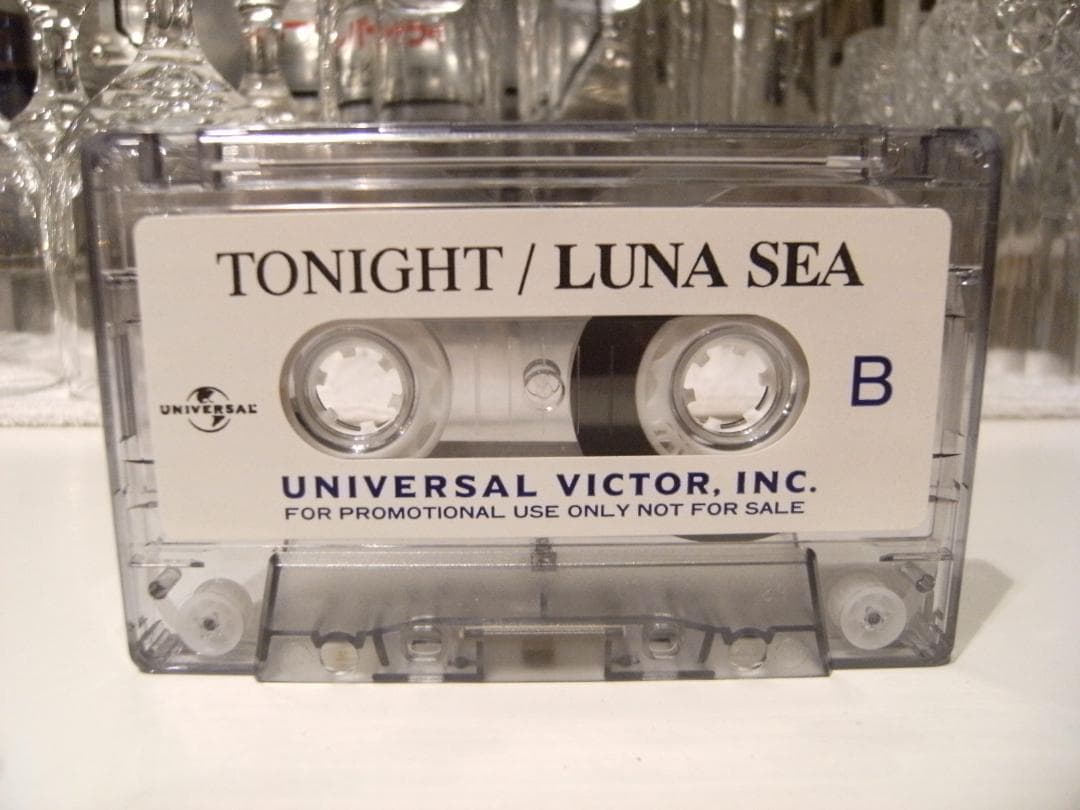 TONIGHT / LUNA SEA
UNIVERSAL
B
UNIVERSAL VICTOR, INC.
FOR PROMOTIONAL USE ONLY NOT FOR SALE